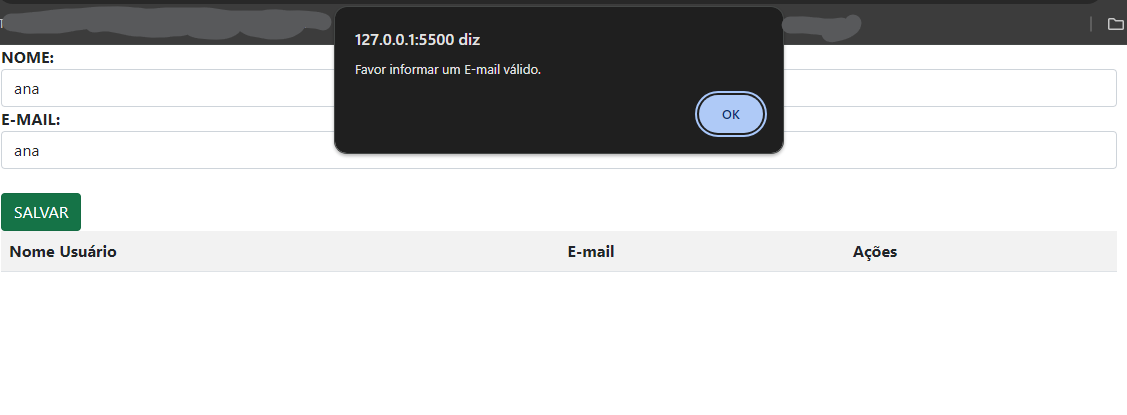 127.0.0.1:5500 diz
Favor informar um E-mail válido.
OK
NOME:
ana
E-MAIL:
ana
SALVAR
Nome Usuário E-mail Ações